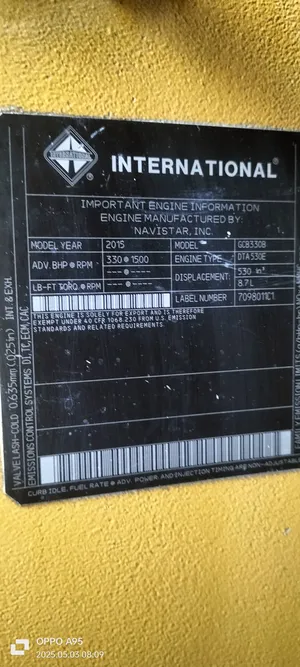 INTERNATIONAL
INTERNATIONAL®
IMPORTANT ENGINE INFORMATION
ENGINE MANUFACTURED BY:
NAVISTAR, INC.
MODEL YEAR 2015 MODEL GCB330B
ADV. BHP @ RPM 330 @ 1500 ENGINE TYPE DTA530E
LB-FT TORQ. @ RPM ---- @ ---- DISPLACEMENT: 530 in³ 8.7L
LABEL NUMBER 7098011C1
THIS ENGINE IS SOLELY FOR EXPORT AND IS THEREFORE
EXEMPT UNDER 40 CFR 1068.230 FROM U.S. EMISSION
STANDARDS AND RELATED REQUIREMENTS.
VALVE LASH-COLD 0.635mm (.025in) INT & EXH.
EMISSIONS CONTROL SYSTEMS DI,TC,ECM,CAC
CURB IDLE, FUEL RATE @ ADV. POWER AND INJECTION TIMING ARE NON-ADJUSTABLE
OPPO A95
2025.05.03 08:09